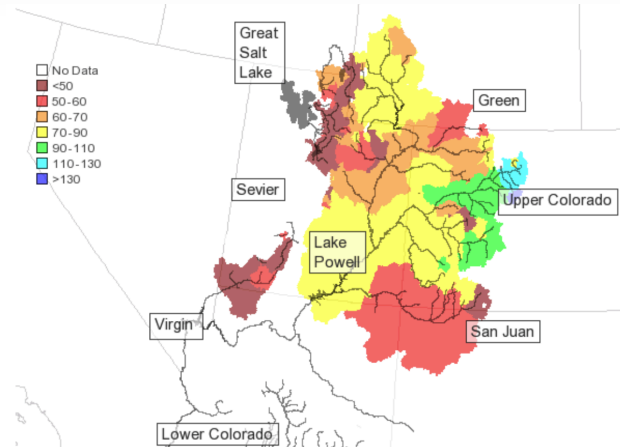 Great
Salt
Lake
No Data
<50
50-60
60-70
70-90
90-110
110-130
>130
Green
Sevier
Upper Colorado
Lake
Powell
Virgin
San Juan
Lower Colorado